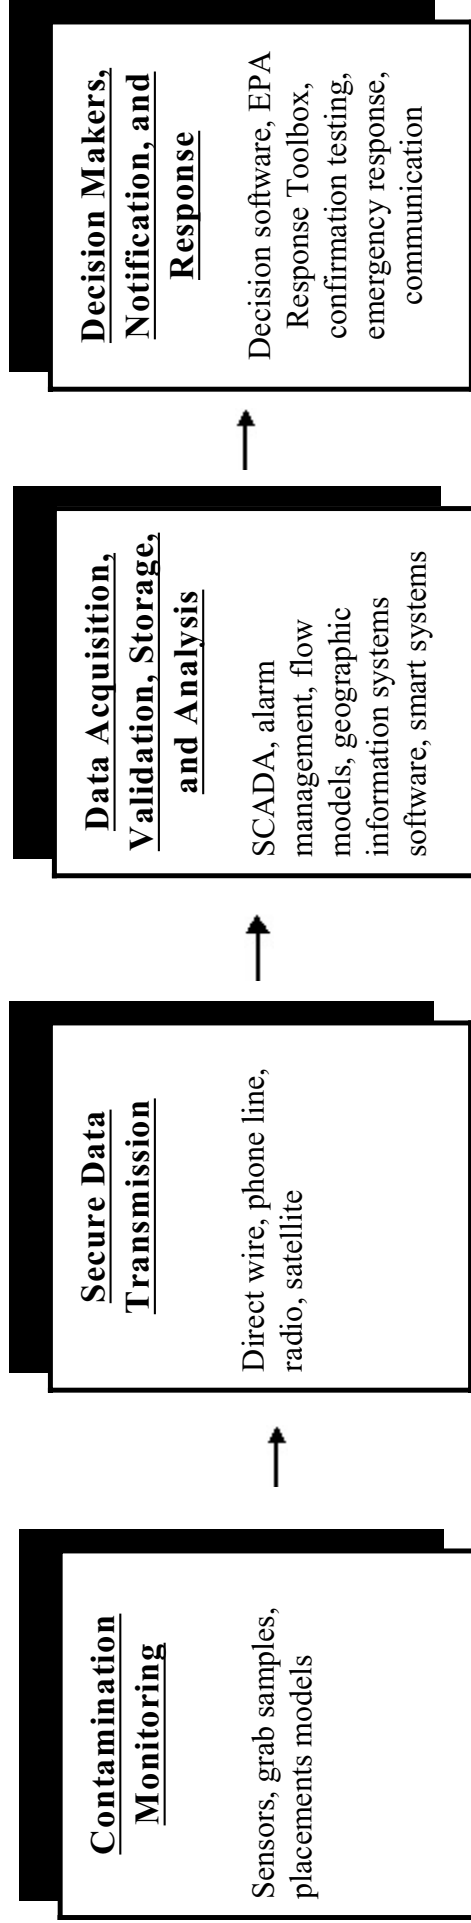 Contamination
Monitoring
Sensors, grab samples,
placements models
Secure Data
Transmission
Direct wire, phone line,
radio, satellite
Data Acquisition,
Validation, Storage,
and Analysis
SCADA, alarm
management, flow
models, geographic
information systems
software, smart systems
Decision Makers,
Notification, and
Response
Decision software, EPA
Response Toolbox,
confirmation testing,
emergency response,
communication